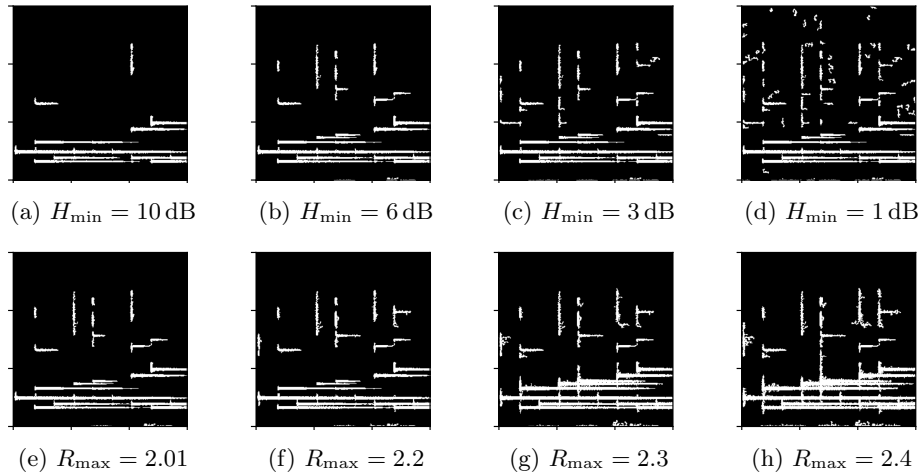 (a) H_min = 10 dB (b) H_min = 6 dB (c) H_min = 3 dB (d) H_min = 1 dB
(e) R_max = 2.01 (f) R_max = 2.2 (g) R_max = 2.3 (h) R_max = 2.4